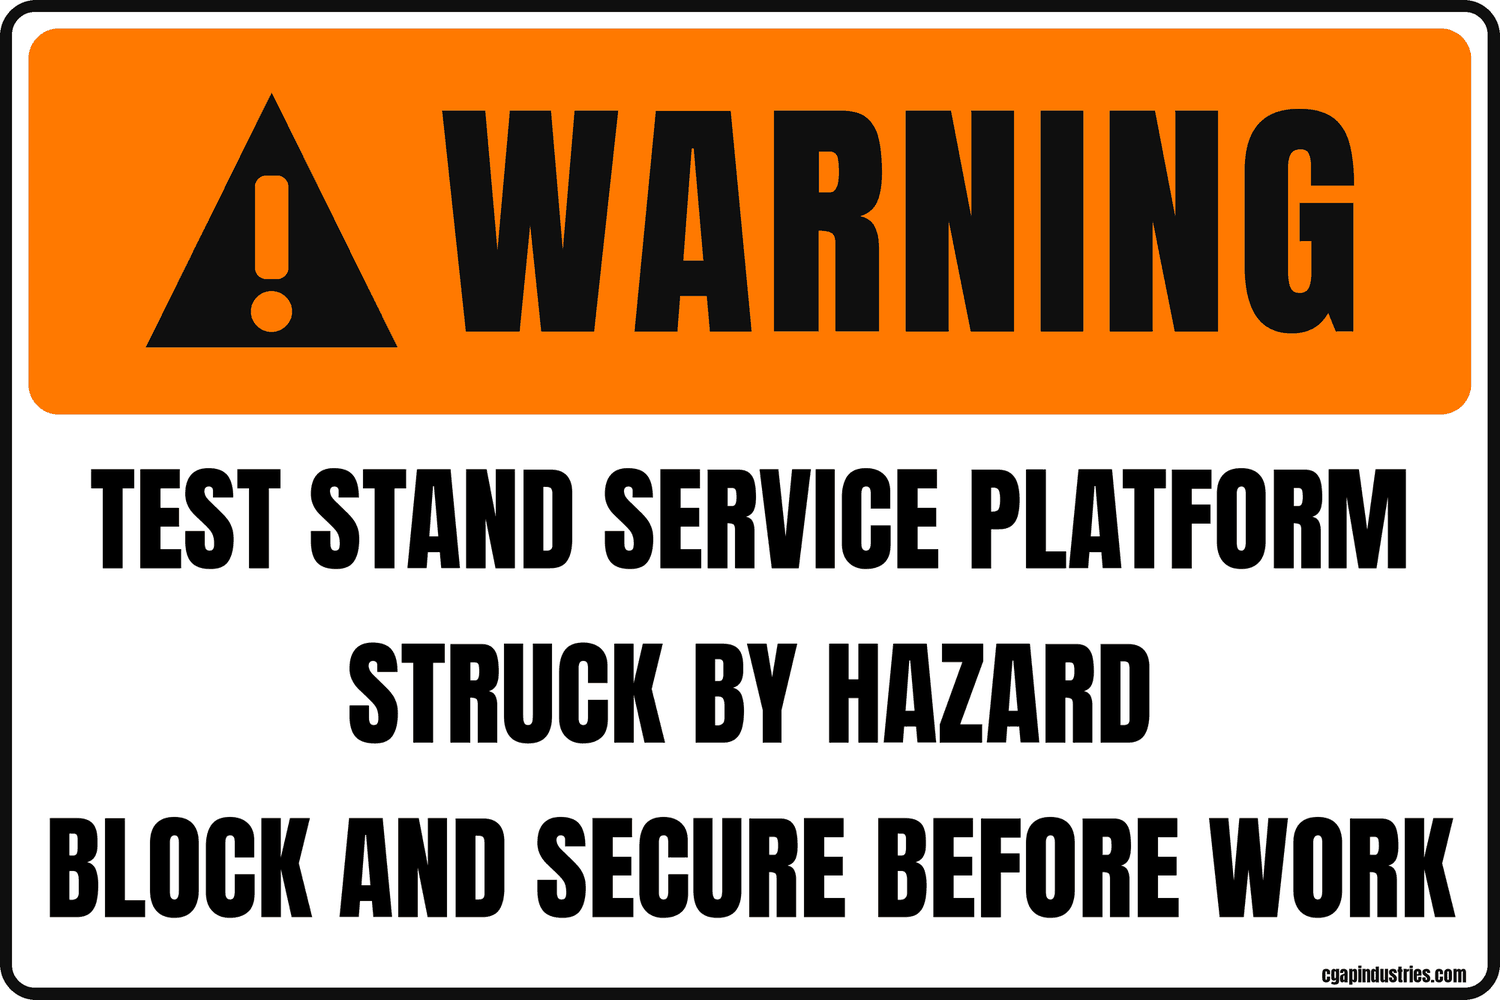 WARNING
TEST STAND SERVICE PLATFORM
STRUCK BY HAZARD
BLOCK AND SECURE BEFORE WORK
cgapindustries.com